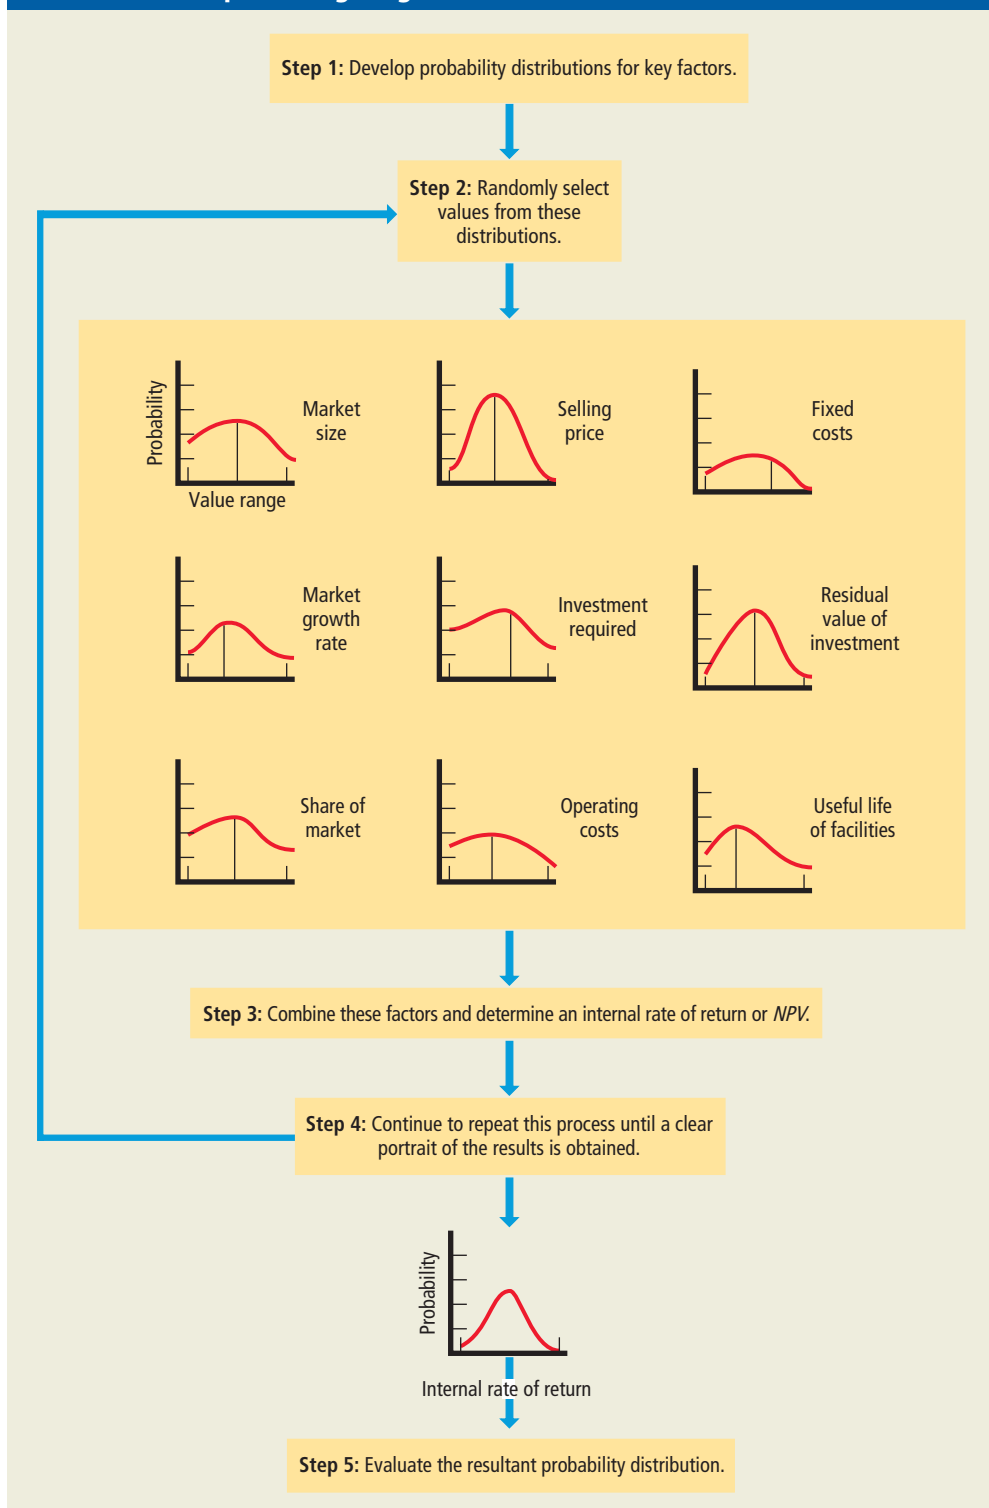 Step 1: Develop probability distributions for key factors.
Step 2: Randomly select
values from these
distributions.
Probability
Market
size
Value range
Selling
price
Fixed
costs
Market
growth
rate
Investment
required
Residual
value of
investment
Share of
market
Operating
costs
Useful life
of facilities
Step 3: Combine these factors and determine an internal rate of return or NPV.
Step 4: Continue to repeat this process until a clear
portrait of the results is obtained.
Probability
Internal rate of return
Step 5: Evaluate the resultant probability distribution.